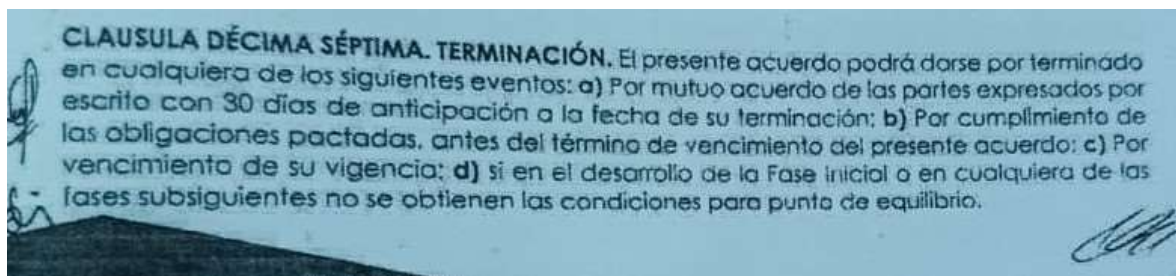 CLAUSULA DÉCIMA SÉPTIMA. TERMINACIÓN. El presente acuerdo podrá darse por terminado
en cualquiera de los siguientes eventos: a) Por mutuo acuerdo de las partes expresados por
escrito con 30 días de anticipación a la fecha de su terminación; b) Por cumplimiento de
las obligaciones pactadas, antes del término de vencimiento del presente acuerdo; c) Por
vencimiento de su vigencia; d) si en el desarrollo de la Fase Inicial o en cualquiera de las
fases subsiguientes no se obtienen las condiciones para punto de equilibrio.